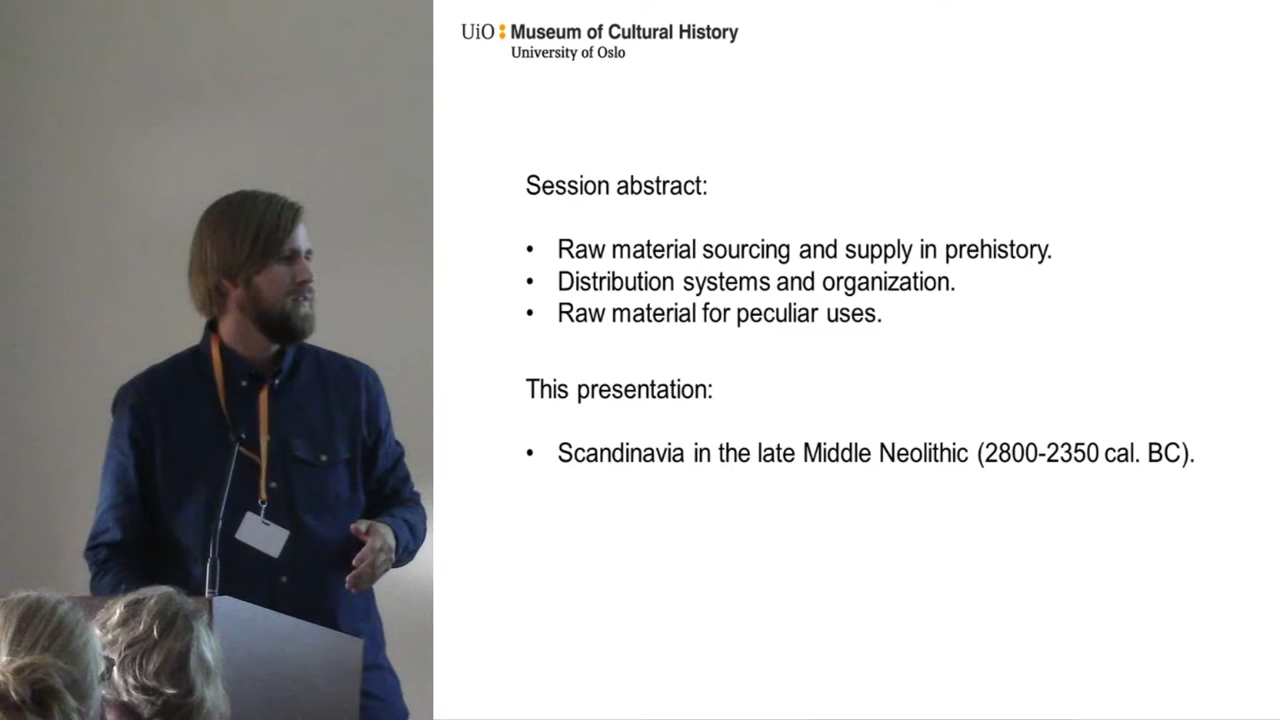 UiO : Museum of Cultural History
University of Oslo
Session abstract:
• Raw material sourcing and supply in prehistory.
• Distribution systems and organization.
• Raw material for peculiar uses.
This presentation:
• Scandinavia in the late Middle Neolithic (2800-2350 cal. BC).